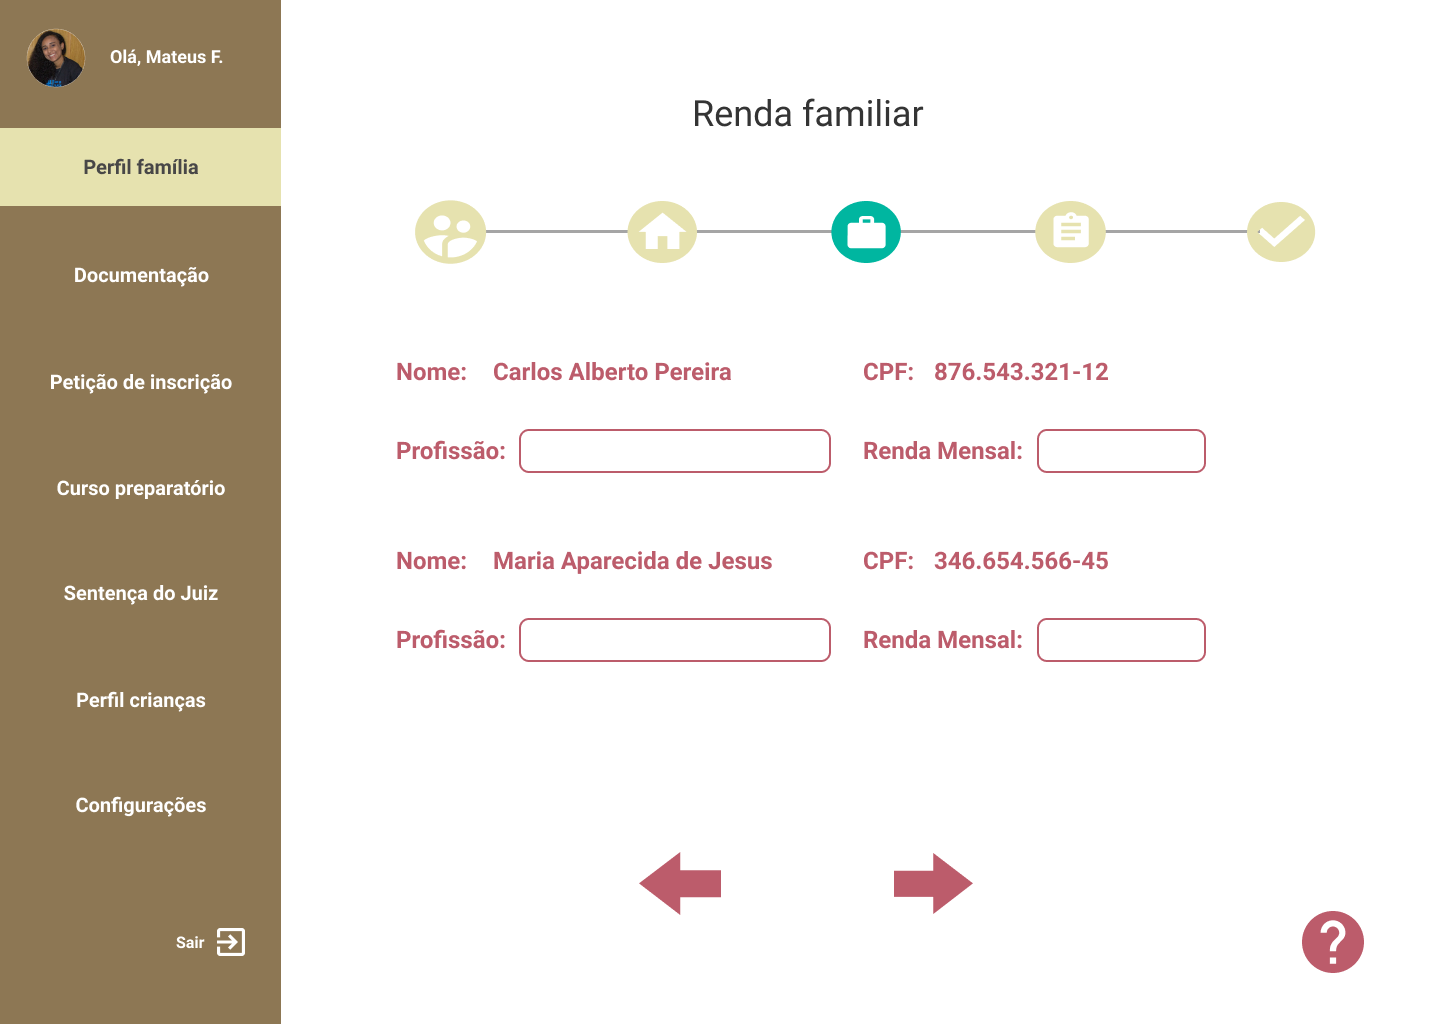 Olá, Mateus F.
Perfil família
Documentação
Petição de inscrição
Curso preparatório
Sentença do Juiz
Perfil crianças
Configurações
Sair
Renda familiar
Nome: Carlos Alberto Pereira CPF: 876.543.321-12
Profissão: Renda Mensal:
Nome: Maria Aparecida de Jesus CPF: 346.654.566-45
Profissão: Renda Mensal:
?